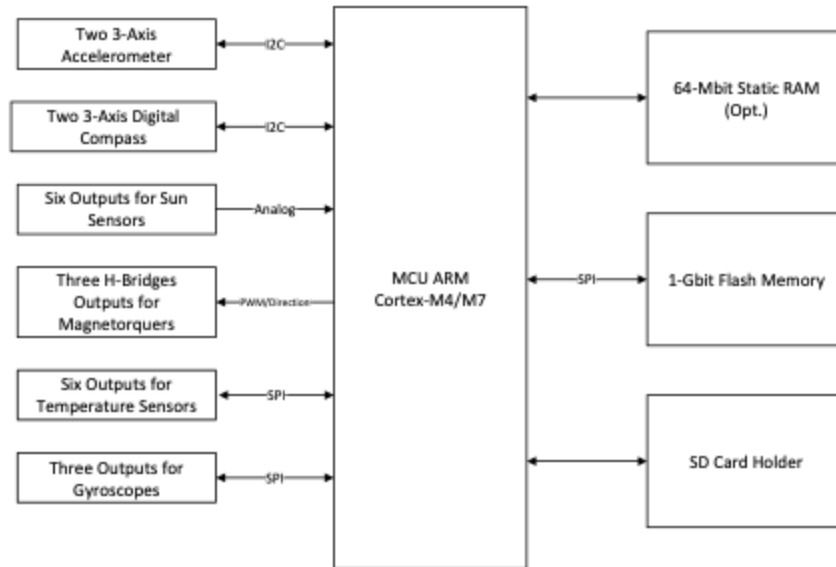 Two 3-Axis
Accelerometer
I2C
Two 3-Axis Digital
Compass
I2C
Six Outputs for Sun
Sensors
Analog
Three H-Bridges
Outputs for
Magnetorquers
PWM/Direction
Six Outputs for
Temperature Sensors
SPI
Three Outputs for
Gyroscopes
SPI
MCU ARM
Cortex-M4/M7
64-Mbit Static RAM
(Opt.)
SPI
1-Gbit Flash Memory
SD Card Holder